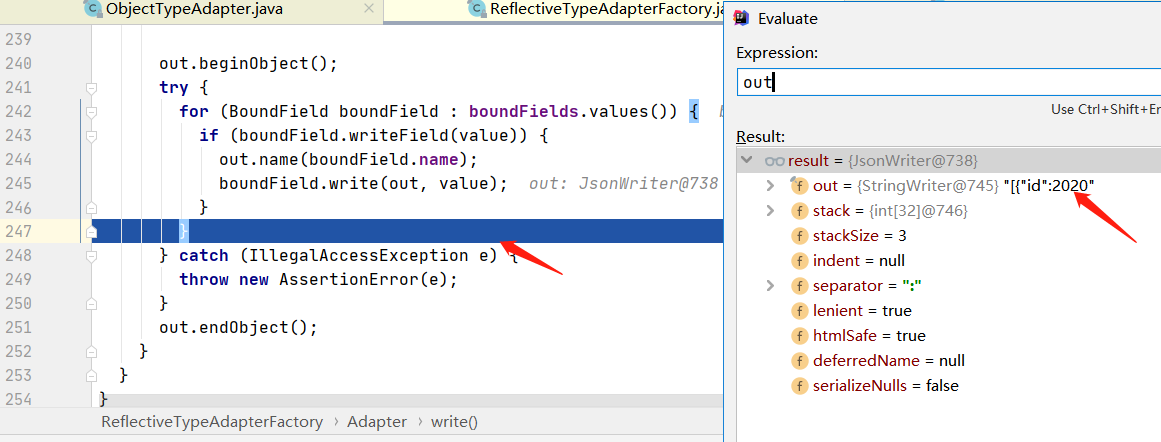 ObjectTypeAdapter.java
ReflectiveTypeAdapterFactory.ja
239
240 out.beginObject();
241 try {
242 for (BoundField boundField : boundFields.values()) {
243 if (boundField.writeField(value)) {
244 out.name(boundField.name);
245 boundField.write(out, value); out: JsonWriter@738
246 }
247 }
248 } catch (IllegalAccessException e) {
249 throw new AssertionError(e);
250 }
251 out.endObject();
252 }
253 }
254 }
ReflectiveTypeAdapterFactory › Adapter › write()
Evaluate
Expression:
out
Use Ctrl+Shift+En
Result:
result = {JsonWriter@738}
out = {StringWriter@745} "[{"id":2020"
stack = {int[32]@746}
stackSize = 3
indent = null
separator = ":"
lenient = true
htmlSafe = true
deferredName = null
serializeNulls = false